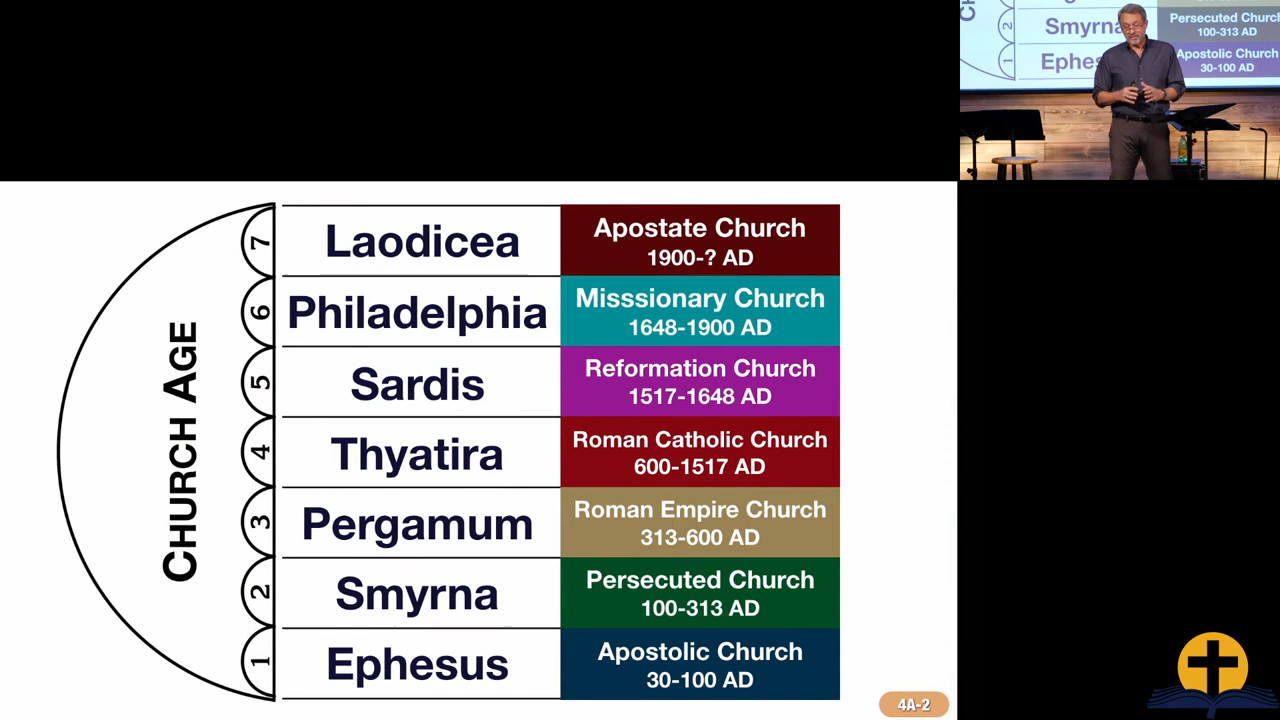 CHURCH AGE
7
Laodicea
Apostate Church
1900-? AD
6
Philadelphia
Misssionary Church
1648-1900 AD
5
Sardis
Reformation Church
1517-1648 AD
4
Thyatira
Roman Catholic Church
600-1517 AD
3
Pergamum
Roman Empire Church
313-600 AD
2
Smyrna
Persecuted Church
100-313 AD
1
Ephesus
Apostolic Church
30-100 AD
4A-2
2
Smyrna
Persecuted Church
100-313 AD
1
Ephes
Apostolic Church
30-100 AD